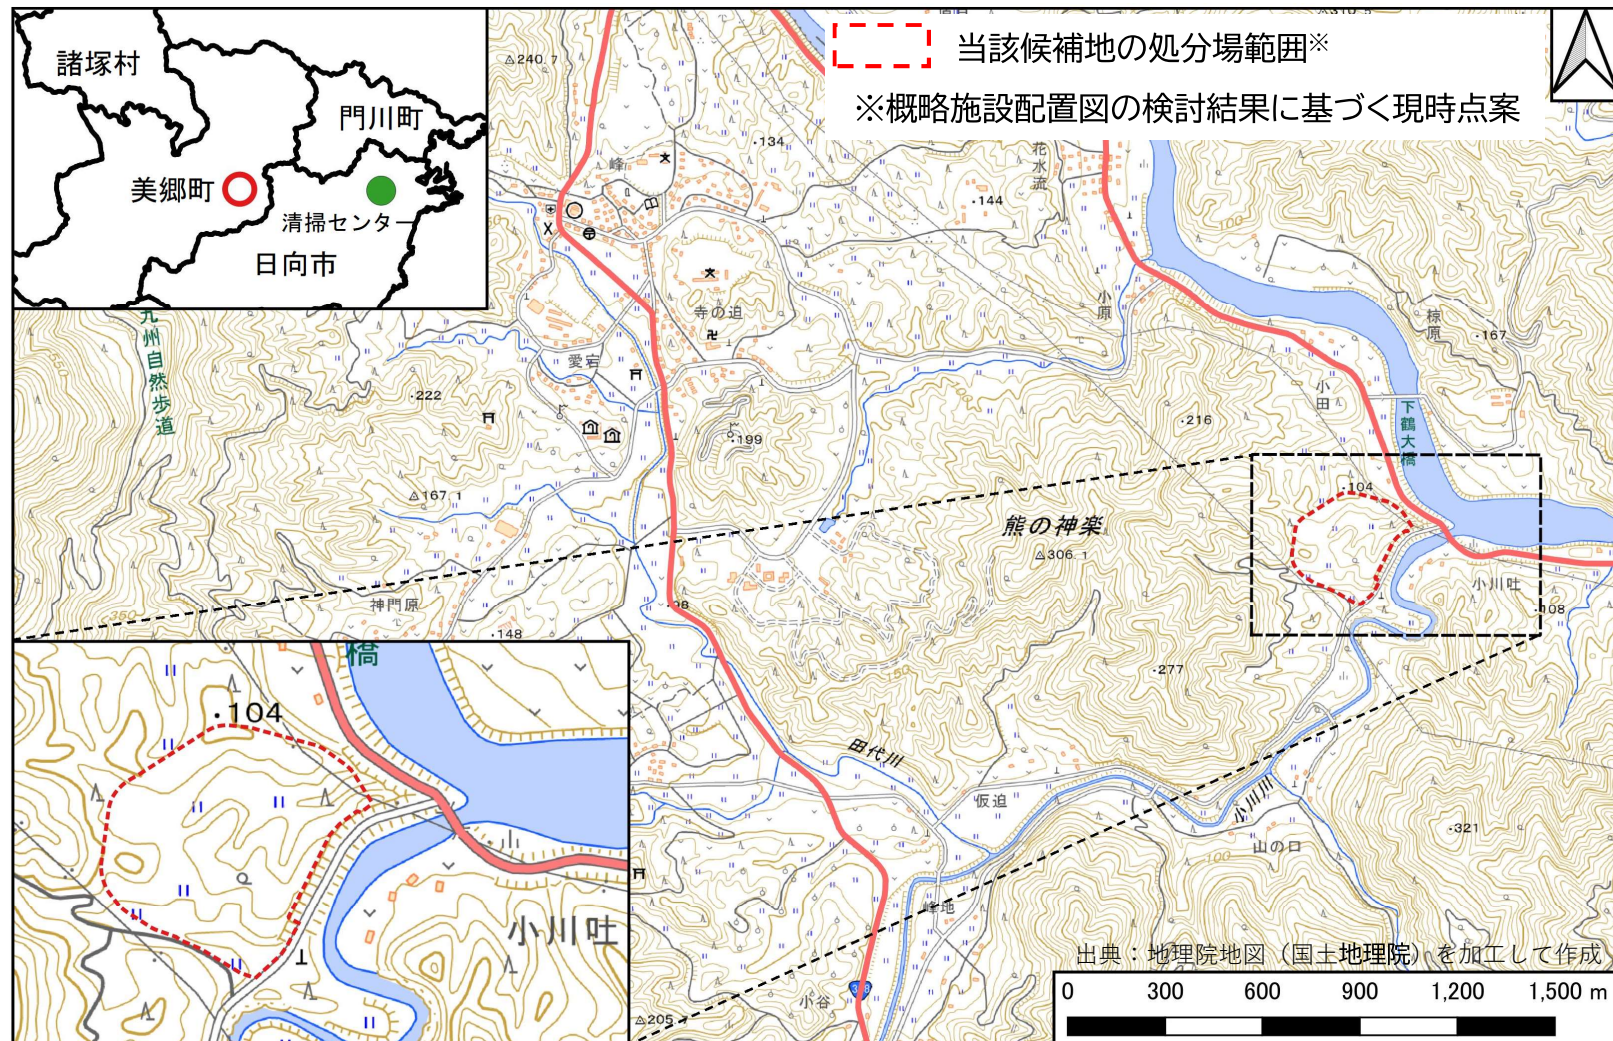 諸塚村
門川町
美郷町
清掃センター
日向市
当該候補地の処分場範囲※
※概略施設配置図の検討結果に基づく現時点案
240.7
峰
134
144
花水流
小原
椋原
167
寺の迫
愛宕
九州自然歩道
222
199
167.1
216
小田
下鶴大橋
104
熊の神楽
306.1
小川吐
108
神門原
148
98
350
150
277
橋
104
小川吐
田代川
仮迫
小川川
山の口
321
100
100
100
峰地
小谷
205.
出典：地理院地図（国土地理院）を加工して作成
0 300 600 900 1,200 1,500 m